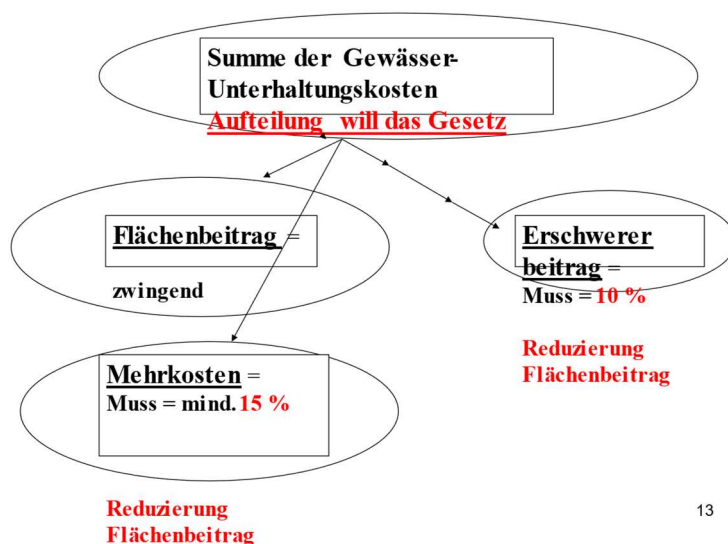 Summe der Gewässer-
Unterhaltungskosten
Aufteilung will das Gesetz
Flächenbeitrag =
zwingend
Erschwerer
beitrag =
Muss = 10 %
Reduzierung
Flächenbeitrag
Mehrkosten =
Muss = mind. 15 %
Reduzierung
Flächenbeitrag
13